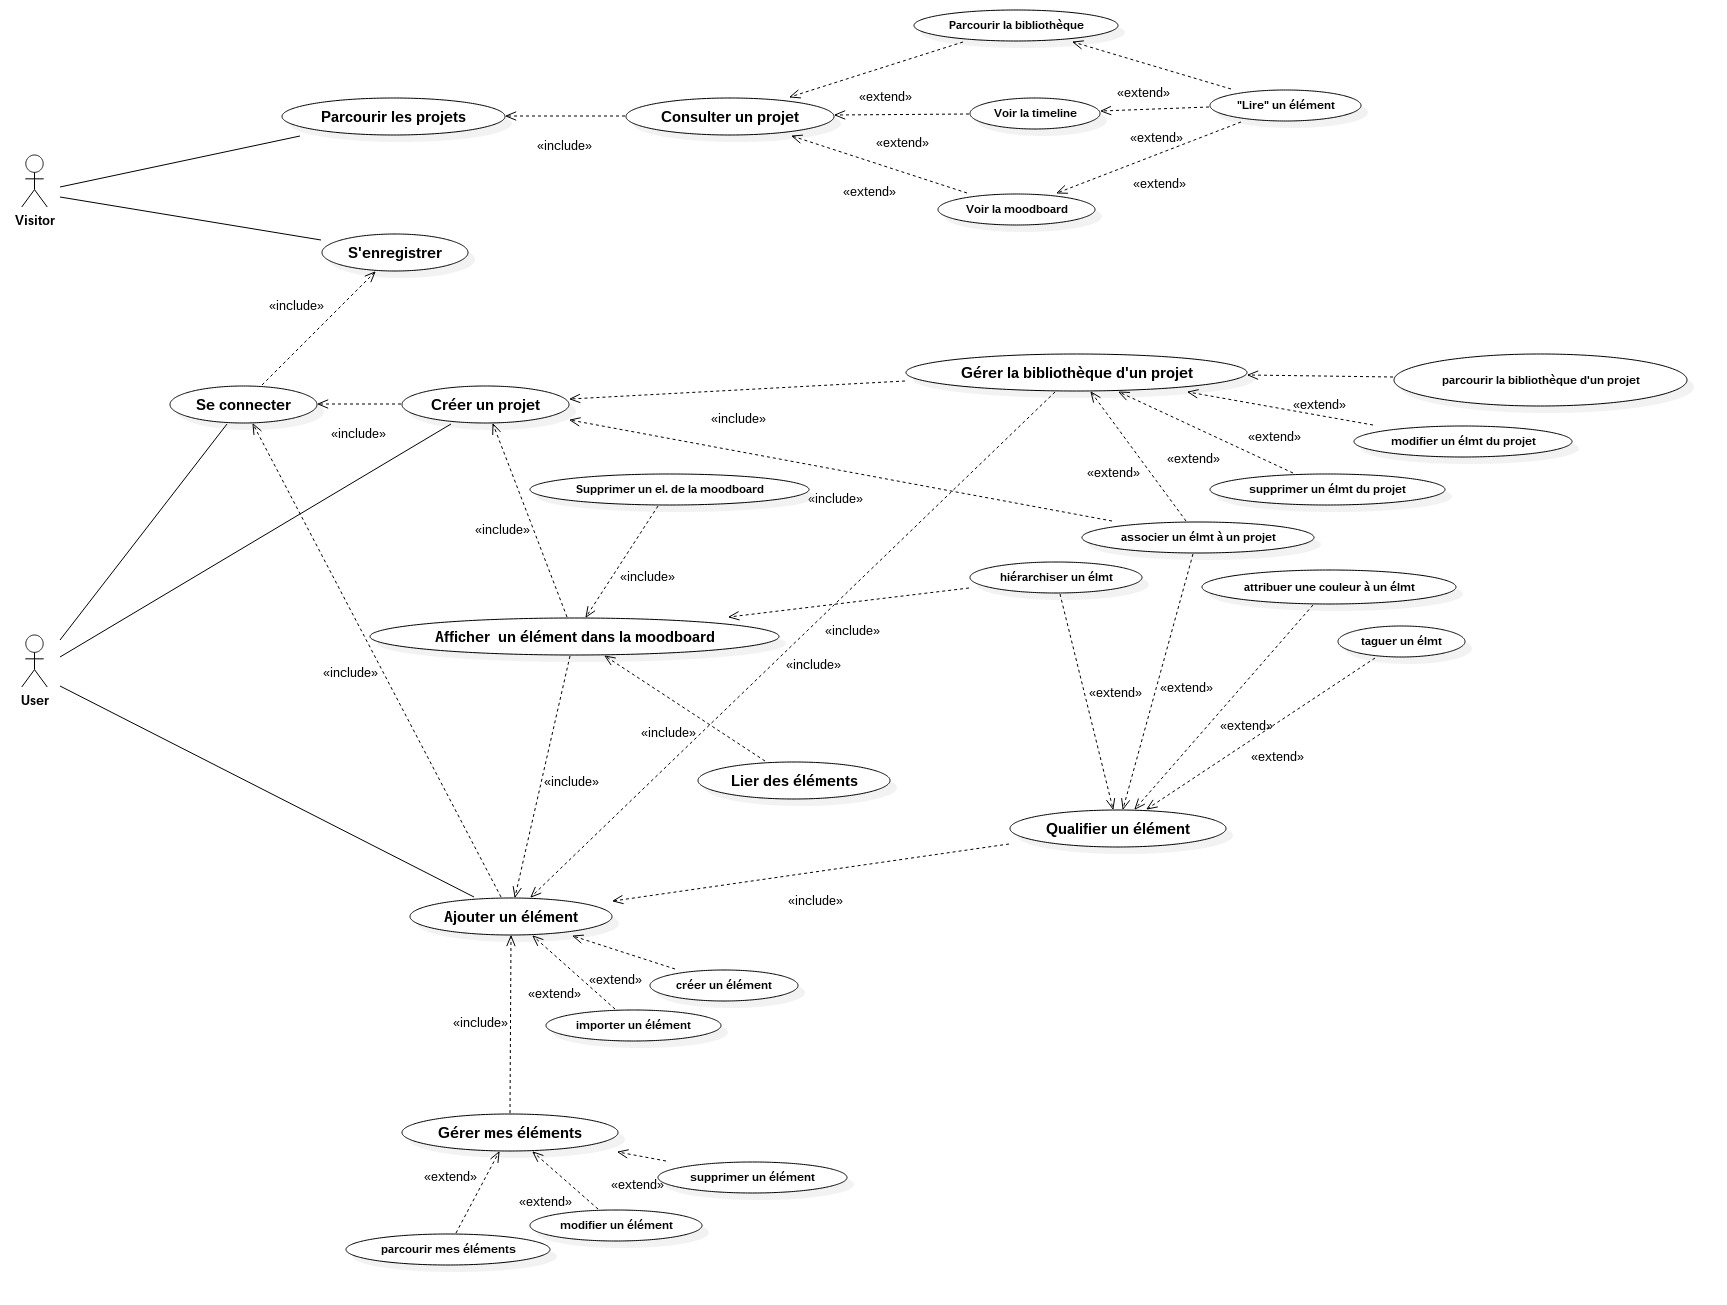 Parcourir la bibliothèque
«extend»
«extend»
"Lire" un élément
Parcourir les projets
Consulter un projet
Voir la timeline
«include»
«extend»
«extend»
«extend»
«extend»
Voir la moodboard
Visitor
S'enregistrer
«include»
Gérer la bibliothèque d'un projet
parcourir la bibliothèque d'un projet
Se connecter
Créer un projet
«include»
«include»
«extend»
«extend»
modifier un élmt du projet
«extend»
«extend»
Supprimer un el. de la moodboard
«include»
supprimer un élmt du projet
«include»
associer un élmt à un projet
«include»
hiérarchiser un élmt
attribuer une couleur à un élmt
Afficher  un élément dans la moodboard
«include»
taguer un élmt
«include»
«include»
User
«extend»
«extend»
«include»
«extend»
«extend»
«include»
Lier des éléments
Qualifier un élément
«include»
Ajouter un élément
«extend»
créer un élément
«extend»
«include»
importer un élément
Gérer mes éléments
«extend»
«extend»
supprimer un élément
«extend»
modifier un élément
parcourir mes éléments